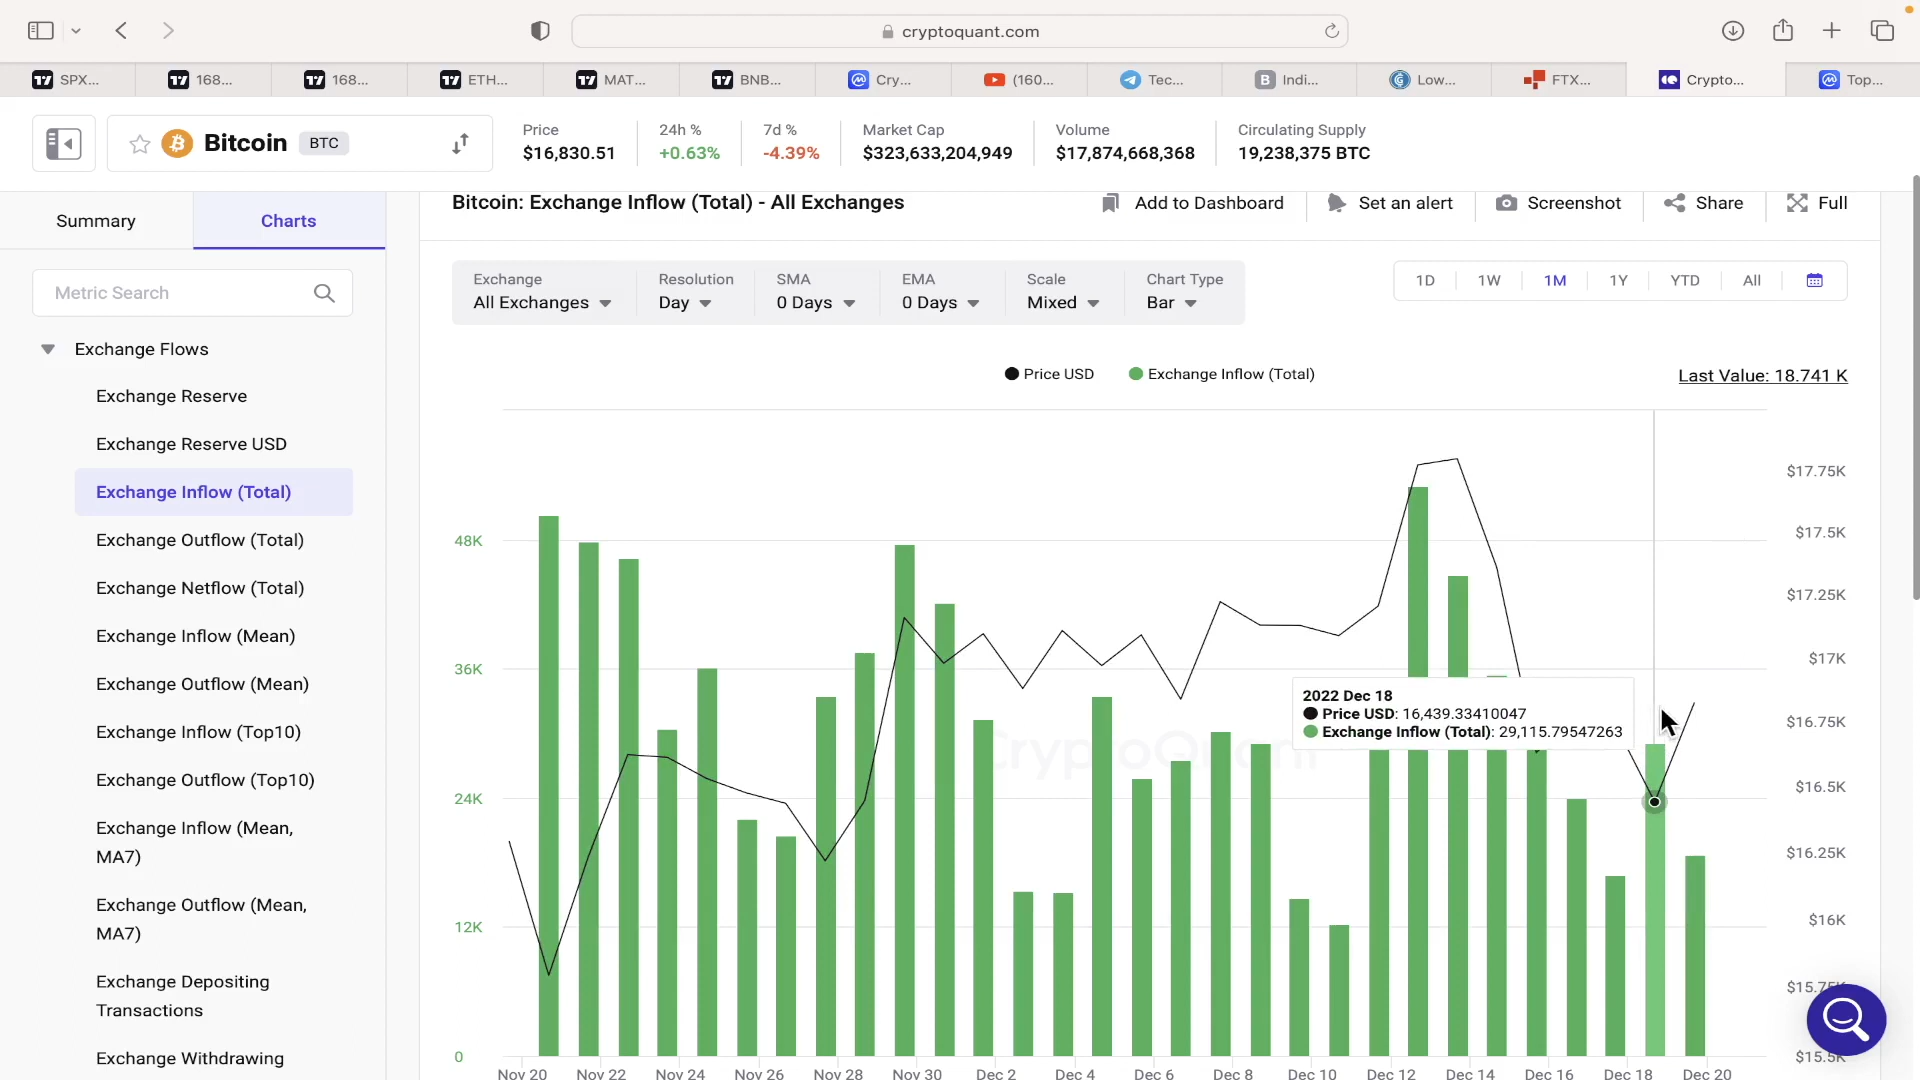 cryptoquant.com
SPX...
168...
168...
ETH...
MAT...
BNB...
Cry...
(160...
Tec...
B
Indi...
Low...
FTX...
Crypto...
Top...
Bitcoin BTC
Price
$16,830.51
24h %
+0.63%
7d %
-4.39%
Market Cap
$323,633,204,949
Volume
$17,874,668,368
Circulating Supply
19,238,375 BTC
Summary
Charts
Metric Search
Exchange Flows
Exchange Reserve
Exchange Reserve USD
Exchange Inflow (Total)
Exchange Outflow (Total)
Exchange Netflow (Total)
Exchange Inflow (Mean)
Exchange Outflow (Mean)
Exchange Inflow (Top10)
Exchange Outflow (Top10)
Exchange Inflow (Mean,
MA7)
Exchange Outflow (Mean,
MA7)
Exchange Depositing
Transactions
Exchange Withdrawing
Bitcoin: Exchange Inflow (Total) - All Exchanges
Add to Dashboard
Set an alert
Screenshot
Share
Full
Exchange
All Exchanges
Resolution
Day
SMA
0 Days
EMA
0 Days
Scale
Mixed
Chart Type
Bar
1D
1W
1M
1Y
YTD
All
Price USD
Exchange Inflow (Total)
Last Value: 18.741 K
48K
36K
24K
12K
0
$17.75K
$17.5K
$17.25K
$17K
$16.75K
$16.5K
$16.25K
$16K
$15.75K
$15.5K
2022 Dec 18
Price USD: 16,439.33410047
Exchange Inflow (Total): 29,115.79547263
CryptoQuant
Nov 20
Nov 22
Nov 24
Nov 26
Nov 28
Nov 30
Dec 2
Dec 4
Dec 6
Dec 8
Dec 10
Dec 12
Dec 14
Dec 16
Dec 18
Dec 20